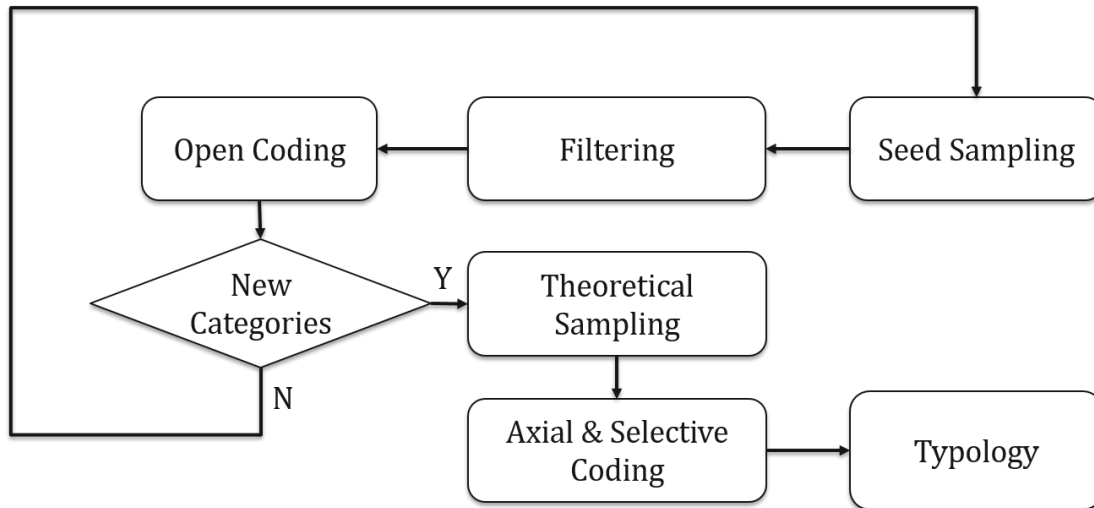 Open Coding
Filtering
Seed Sampling
New
Categories
Y
Theoretical
Sampling
N
Axial & Selective
Coding
Typology